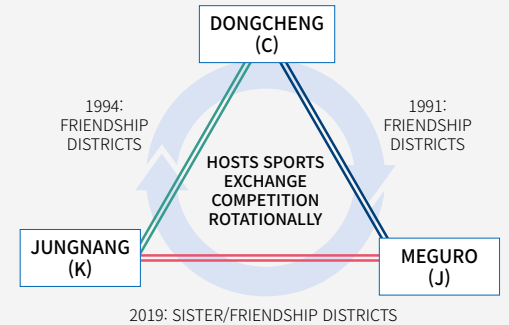 DONGCHENG
(C)
1994:
FRIENDSHIP
DISTRICTS
1991:
FRIENDSHIP
DISTRICTS
HOSTS SPORTS
EXCHANGE
COMPETITION
ROTATIONALLY
JUNGNANG
(K)
MEGURO
(J)
2019: SISTER/FRIENDSHIP DISTRICTS